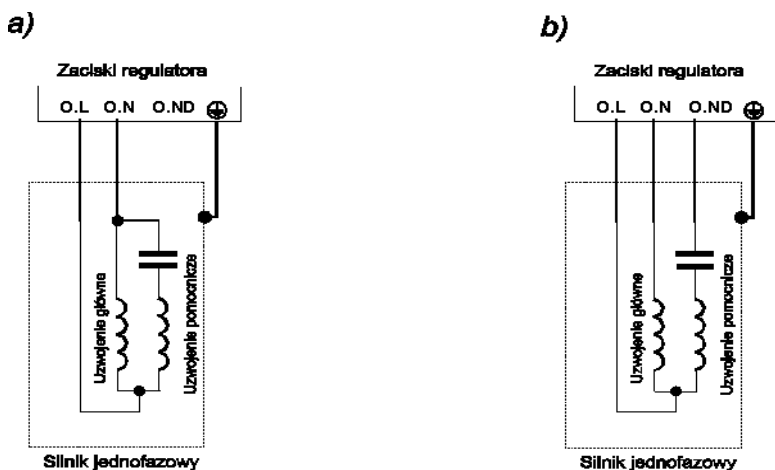 a)
Zaciski regulatora
O.L O.N O.ND
Uzwojenie główne
Uzwojenie pomocnicze
Silnik jednofazowy
b)
Zaciski regulatora
O.L O.N O.ND
Uzwojenie główne
Uzwojenie pomocnicze
Silnik jednofazowy